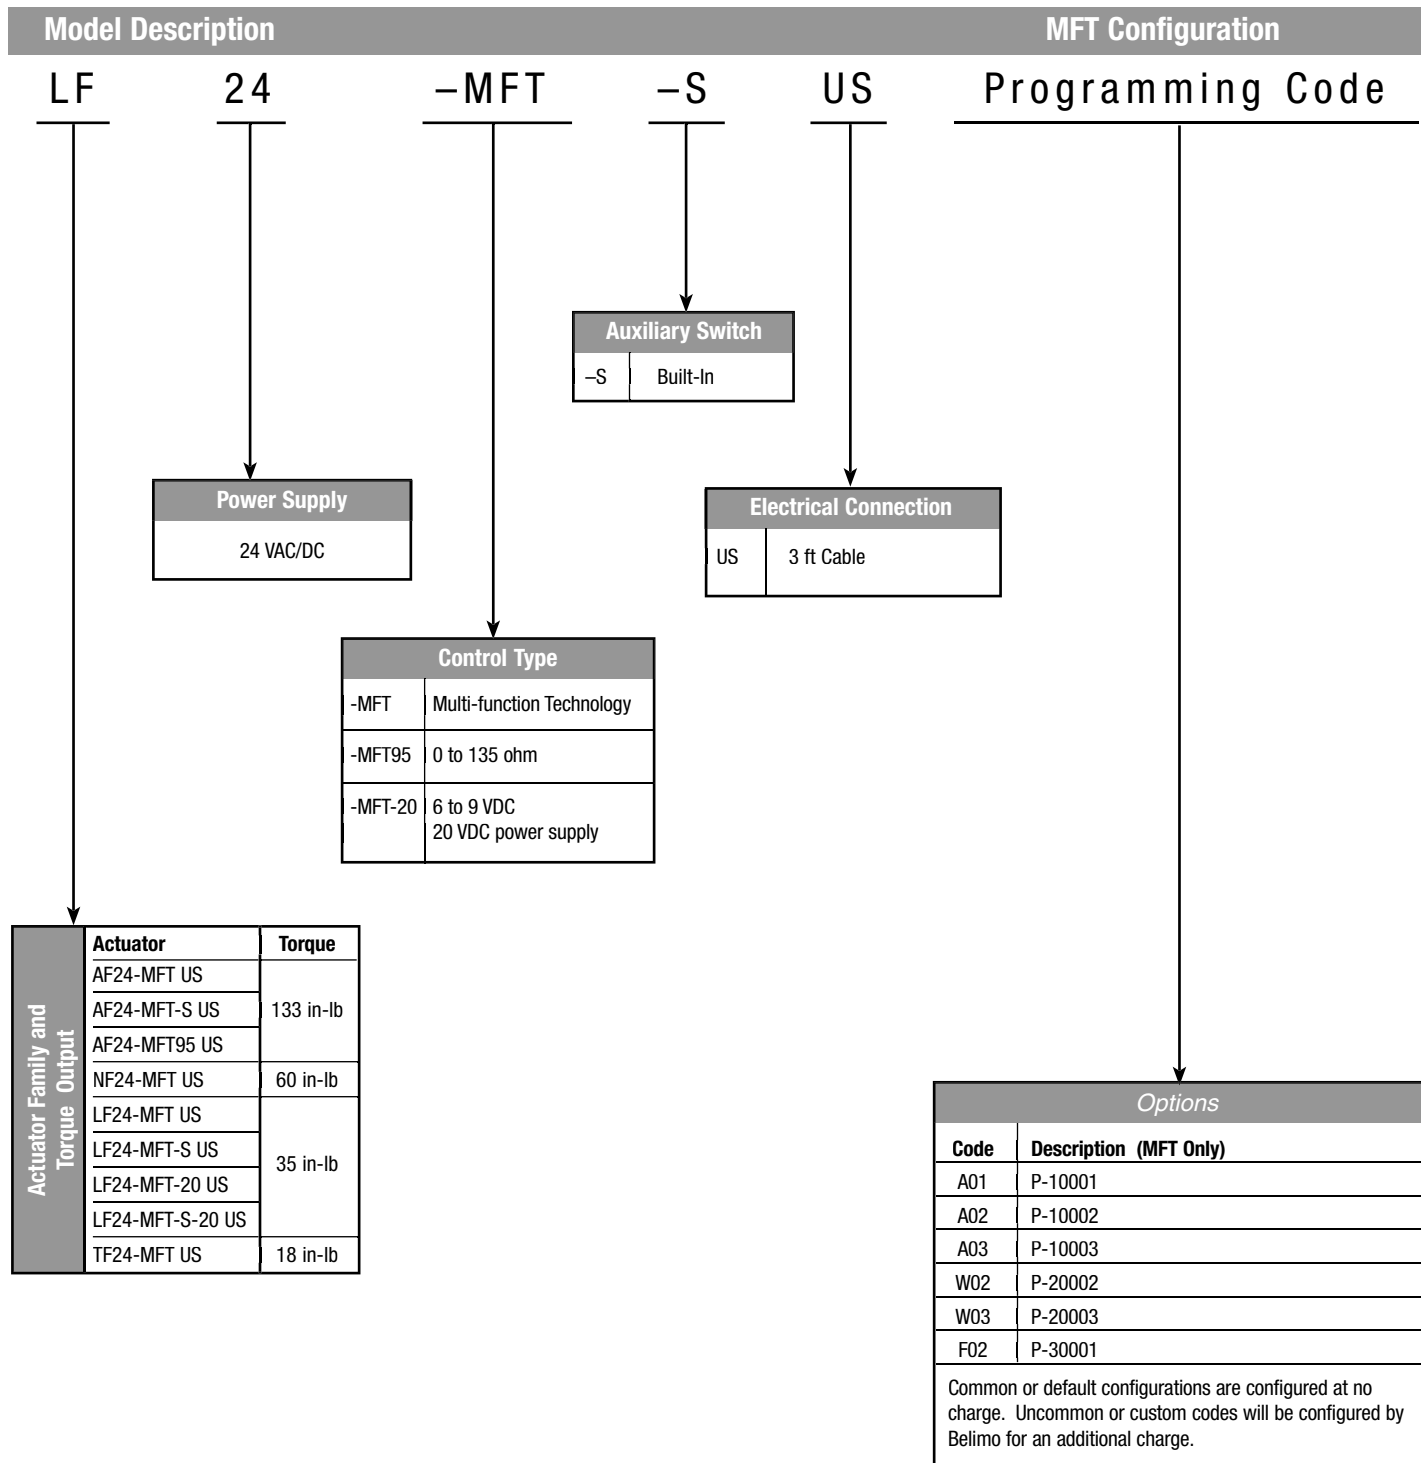 Model Description MFT Configuration
LF 24 –MFT –S US Programming Code
Auxiliary Switch
–S Built-In
Power Supply
24 VAC/DC
Electrical Connection
US 3 ft Cable
Control Type
-MFT Multi-function Technology
-MFT95 0 to 135 ohm
-MFT-20 6 to 9 VDC
20 VDC power supply
Actuator Family and
Torque Output
Actuator Torque
AF24-MFT US
AF24-MFT-S US 133 in-lb
AF24-MFT95 US
NF24-MFT US 60 in-lb
LF24-MFT US
LF24-MFT-S US
35 in-lb
LF24-MFT-20 US
LF24-MFT-S-20 US
TF24-MFT US 18 in-lb
Options
Code Description (MFT Only)
A01 P-10001
A02 P-10002
A03 P-10003
W02 P-20002
W03 P-20003
F02 P-30001
Common or default configurations are configured at no
charge. Uncommon or custom codes will be configured by
Belimo for an additional charge.